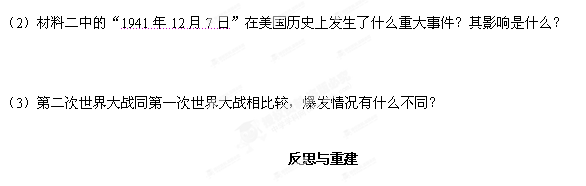 （2）材料二中的“1941年12月7日”在美国历史上发生了什么重大事件？其影响是什么？
（3）第二次世界大战同第一次世界大战相比较，爆发情况有什么不同？
反思与重建